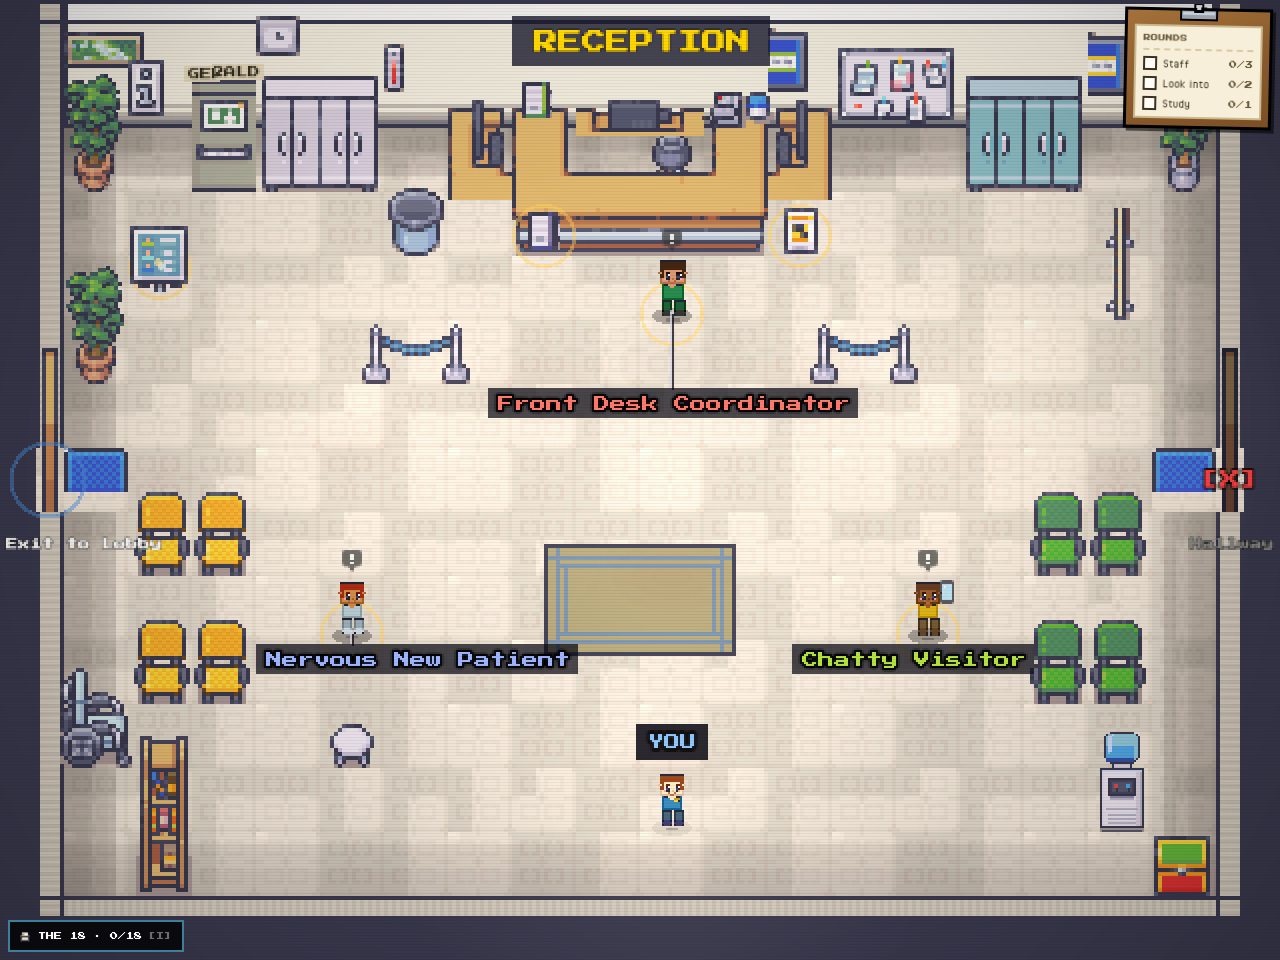 RECEPTION
GERALD
ROUNDS
Staff 0/3
Look into 0/2
Study 0/1
!
Front Desk Coordinator
[X]
Exit to Lobby
Hallway
!
!
Nervous New Patient
Chatty Visitor
YOU
THE 18 · 0/18 [I]